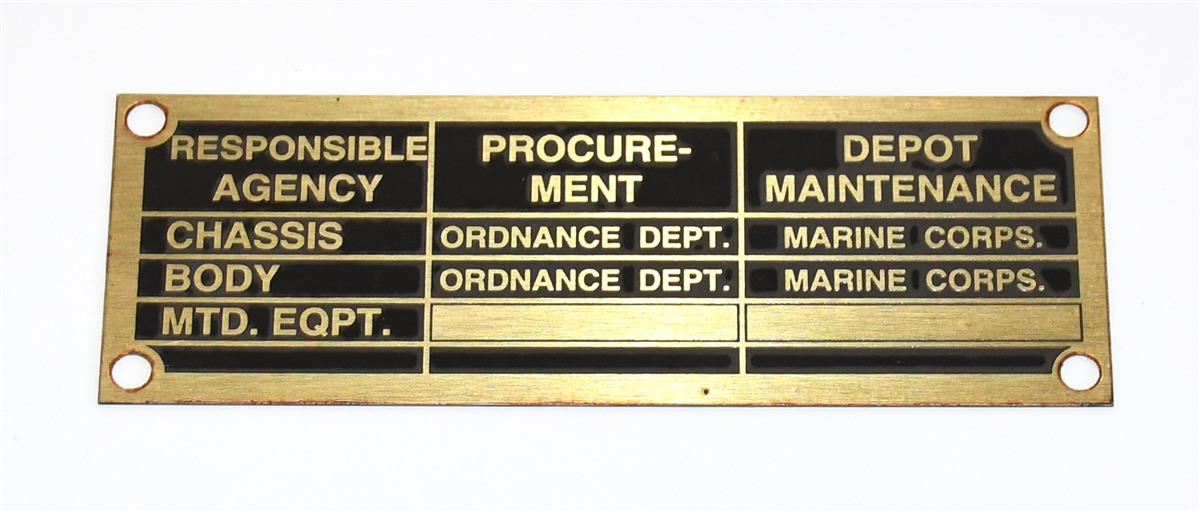 RESPONSIBLE AGENCY PROCURE-MENT DEPOT MAINTENANCE
CHASSIS ORDNANCE DEPT. MARINE CORPS.
BODY ORDNANCE DEPT. MARINE CORPS.
MTD. EQPT.